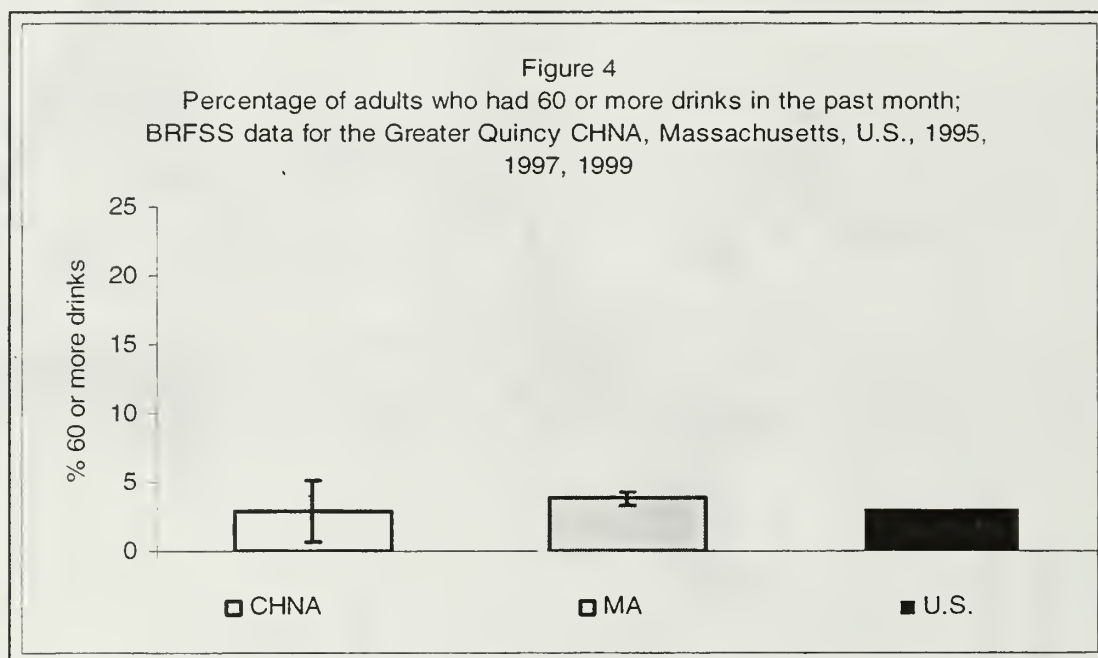 Figure 4
Percentage of adults who had 60 or more drinks in the past month;
BRFSS data for the Greater Quincy CHNA, Massachusetts, U.S., 1995,
1997, 1999
% 60 or more drinks
25
20
15
10
5
0
CHNA
MA
U.S.